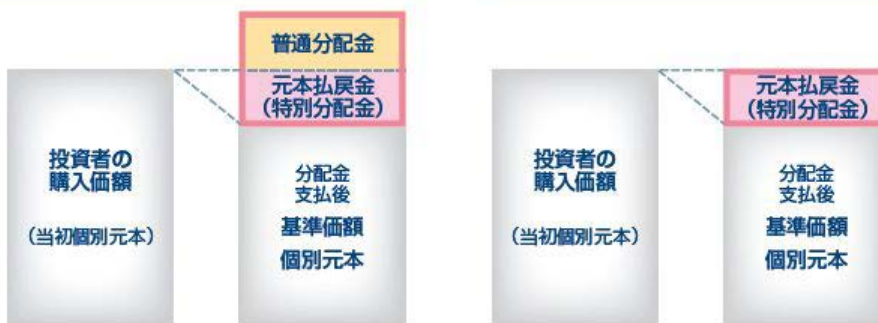 普通分配金
元本払戻金
(特別分配金)
投資者の
購入価額
(当初個別元本)
分配金
支払後
基準価額
個別元本
元本払戻金
(特別分配金)
投資者の
購入価額
(当初個別元本)
分配金
支払後
基準価額
個別元本